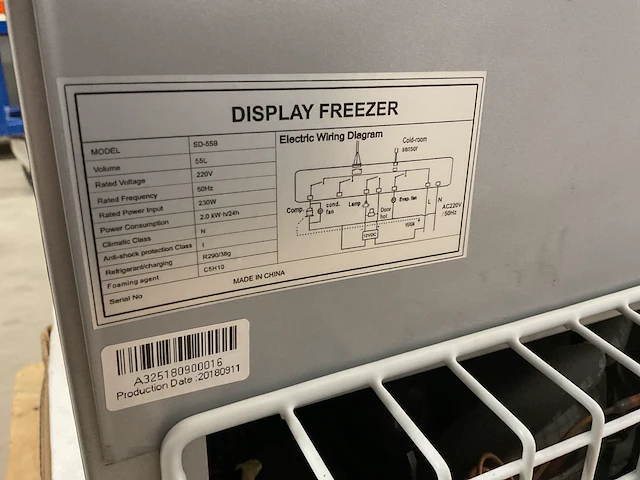 DISPLAY FREEZER
MODEL SD-55B
Volume 55L
Rated Voltage 220V
Rated Frequency 50Hz
Rated Power Input 230W
Power Consumption 2.0 kW h/24h
Climatic Class N
Anti-shock protection Class I
Refrigerant/charging R290/38g
Foaming agent C5H10
Serial No
MADE IN CHINA
Electric Wiring Diagram
Cold-room
sensor
Comp.
cond.
fan
Lamp
Door
hot
Evap. fan
L N
AC220V
/50Hz
12VDC
A325180900016
Production Date :20180911